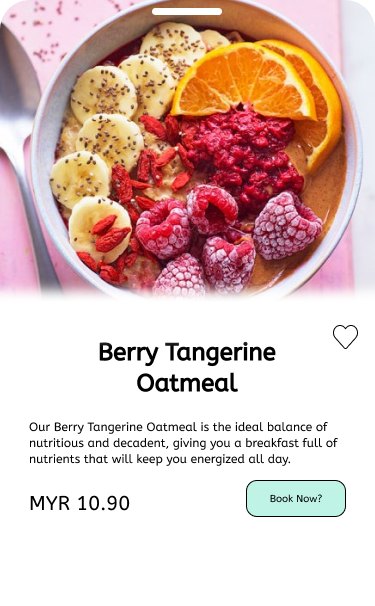 Berry Tangerine
Oatmeal
Our Berry Tangerine Oatmeal is the ideal balance of
nutritious and decadent, giving you a breakfast full of
nutrients that will keep you energized all day.
MYR 10.90
Book Now?